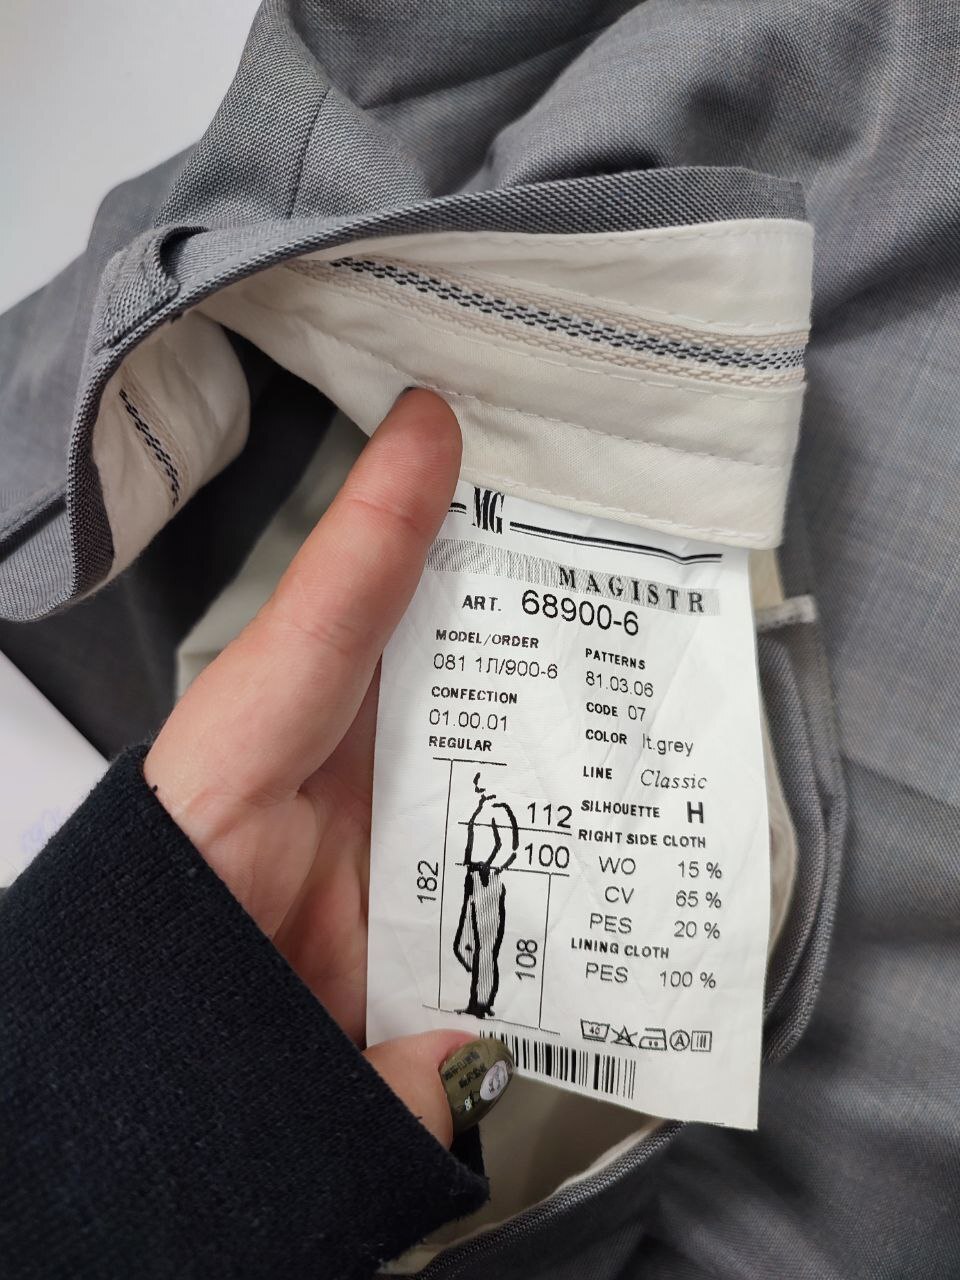 MG
MAGISTR
ART. 68900-6
MODEL/ORDER
081 1П/900-6
CONFECTION
01.00.01
REGULAR
PATTERNS
81.03.06
CODE 07
COLOR lt.grey
LINE Classic
SILHOUETTE H
RIGHT SIDE CLOTH
WO 15 %
CV 65 %
PES 20 %
LINING CLOTH
PES 100 %
112
100
182
108
40
A